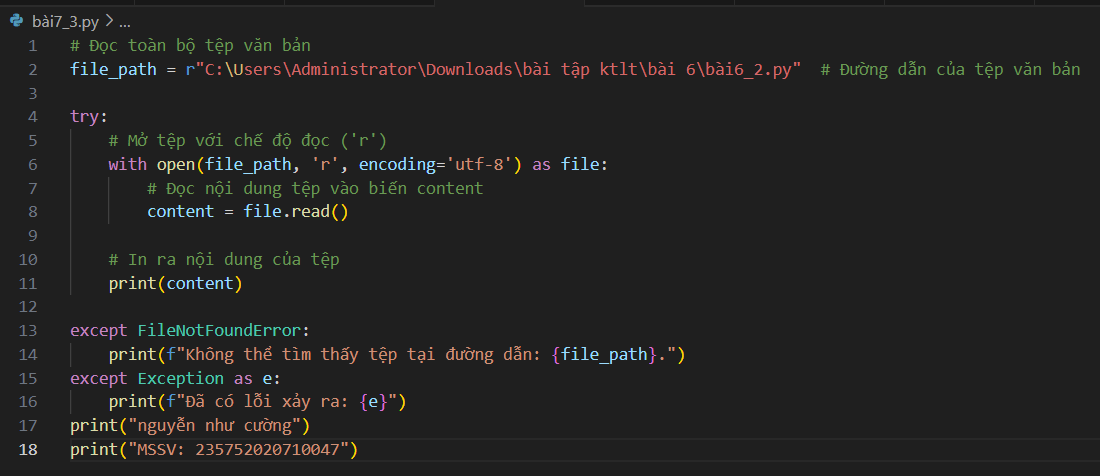 bài7_3.py > ...
1 # Đọc toàn bộ tệp văn bản
2 file_path = r"C:\Users\Administrator\Downloads\bài tập ktlt\bài 6\bài6_2.py"  # Đường dẫn của tệp văn bản
3
4 try:
5     # Mở tệp với chế độ đọc ('r')
6     with open(file_path, 'r', encoding='utf-8') as file:
7         # Đọc nội dung tệp vào biến content
8         content = file.read()
9
10     # In ra nội dung của tệp
11     print(content)
12
13 except FileNotFoundError:
14     print(f"Không thể tìm thấy tệp tại đường dẫn: {file_path}.")
15 except Exception as e:
16     print(f"Đã có lỗi xảy ra: {e}")
17 print("nguyễn như cường")
18 print("MSSV: 235752020710047")